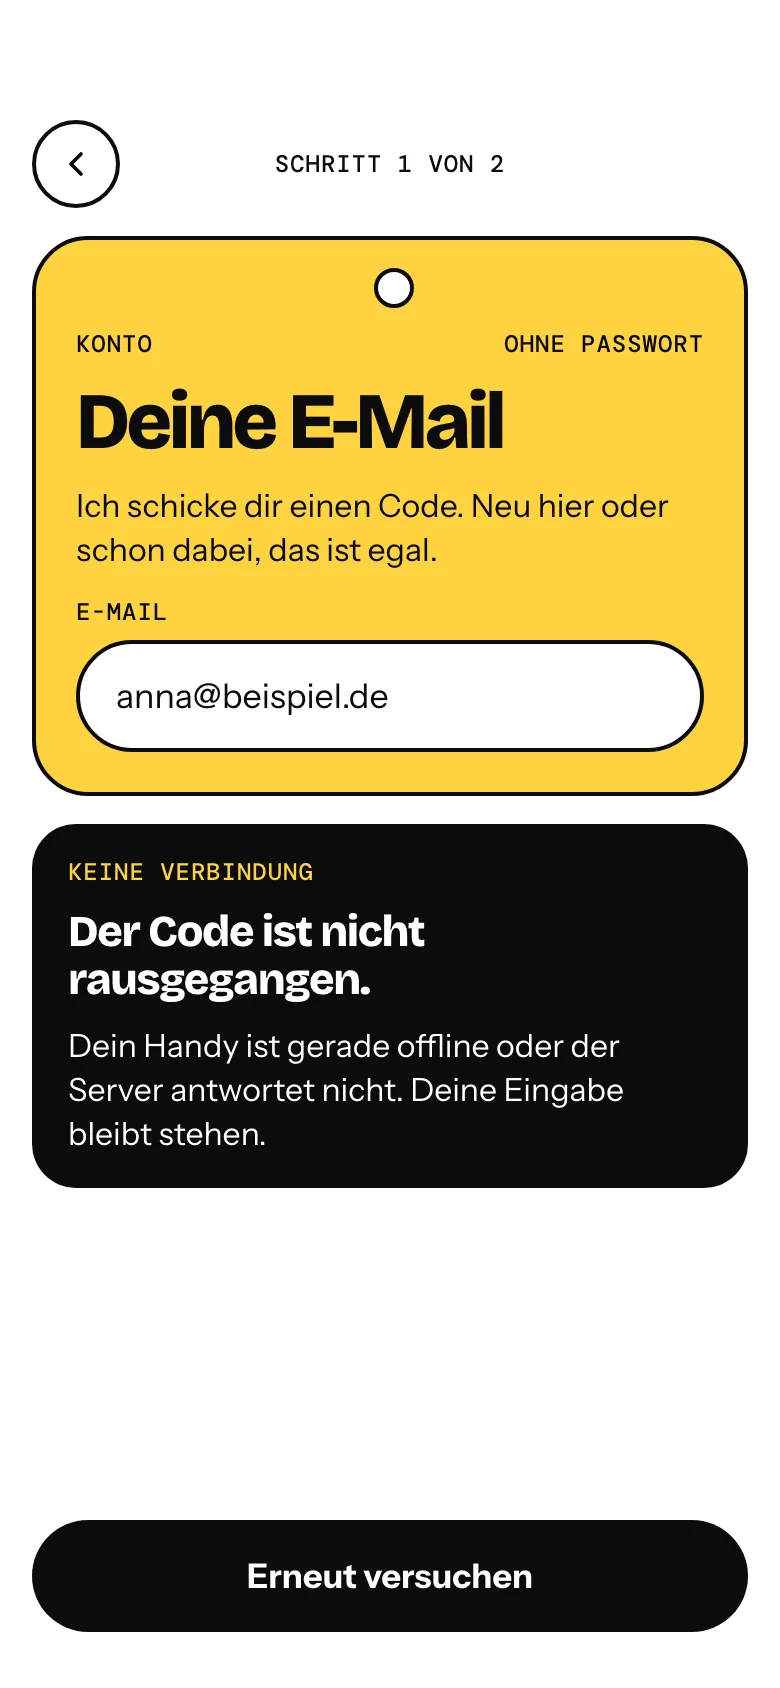 SCHRITT 1 VON 2
KONTO
OHNE PASSWORT
Deine E-Mail
Ich schicke dir einen Code. Neu hier oder
schon dabei, das ist egal.
E-MAIL
anna@beispiel.de
KEINE VERBINDUNG
Der Code ist nicht
rausgegangen.
Dein Handy ist gerade offline oder der
Server antwortet nicht. Deine Eingabe
bleibt stehen.
Erneut versuchen